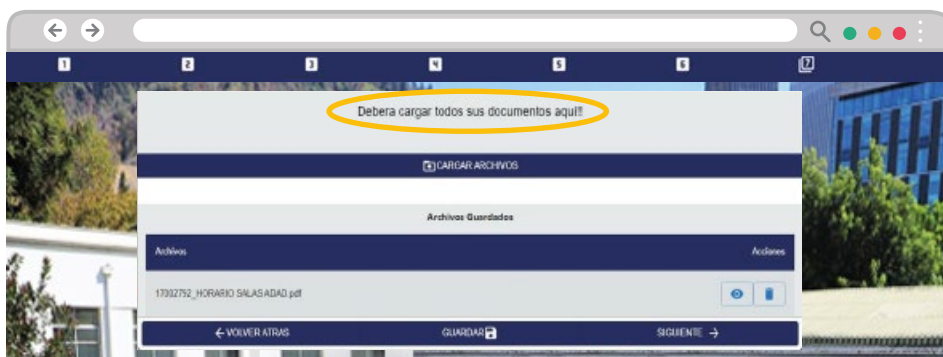 1 2 3 4 5 6 7
Debera cargar todos sus documentos aqui!!
CARGAR ARCHIVOS
Archivos Guardados
Archivos Acciones
17002752_HORARIO SALAS ADAD.pdf
VOLVER ATRAS GUARDAR SIGUIENTE